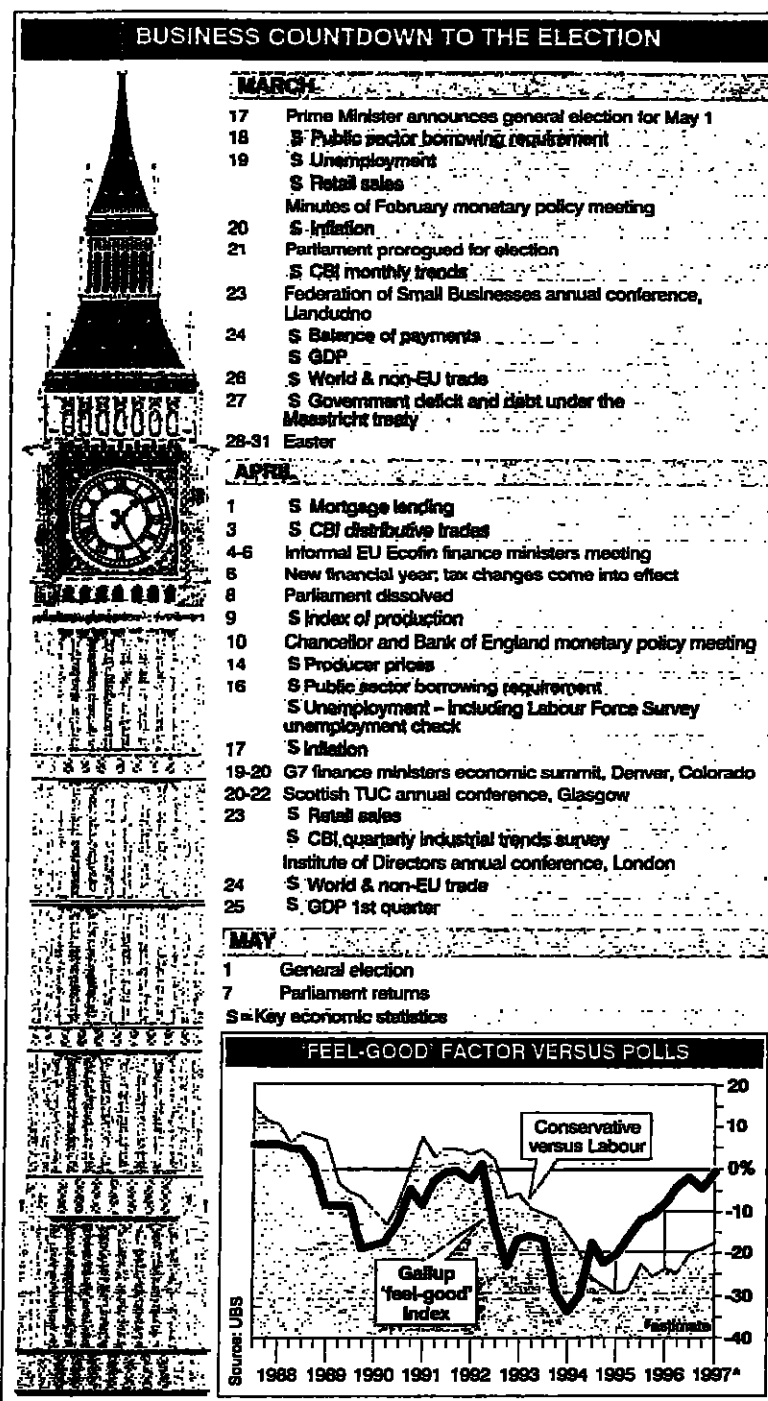 BUSINESS COUNTDOWN TO THE ELECTION
MARCH
17 Prime Minister announces general election for May 1
18 S Public sector borrowing requirement
19 S Unemployment
S Retail sales
Minutes of February monetary policy meeting
20 S Inflation
21 Parliament prorogued for election
S CBI monthly trends
23 Federation of Small Businesses annual conference,
Llandudno
24 S Balance of payments
S GDP
26 S World & non-EU trade
27 S Government deficit and debt under the
Maastricht treaty
28-31 Easter
APRIL
1 S Mortgage lending
3 S CBI distributive trades
4-6 Informal EU Ecofin finance ministers meeting
6 New financial year; tax changes come into effect
8 Parliament dissolved
9 S Index of production
10 Chancellor and Bank of England monetary policy meeting
14 S Producer prices
16 S Public sector borrowing requirement
S Unemployment – including Labour Force Survey
unemployment check
17 S Inflation
19-20 G7 finance ministers economic summit, Denver, Colorado
20-22 Scottish TUC annual conference, Glasgow
23 S Retail sales
S CBI quarterly industrial trends survey
Institute of Directors annual conference, London
24 S World & non-EU trade
25 S GDP 1st quarter
MAY
1 General election
7 Parliament returns
S = Key economic statistics
'FEEL-GOOD' FACTOR VERSUS POLLS
20
10
0%
-10
-20
-30
-40
Conservative
versus Labour
Gallup
'feel-good'
Index
*estimate
Source: UBS
1988 1989 1990 1991 1992 1993 1994 1995 1996 1997*